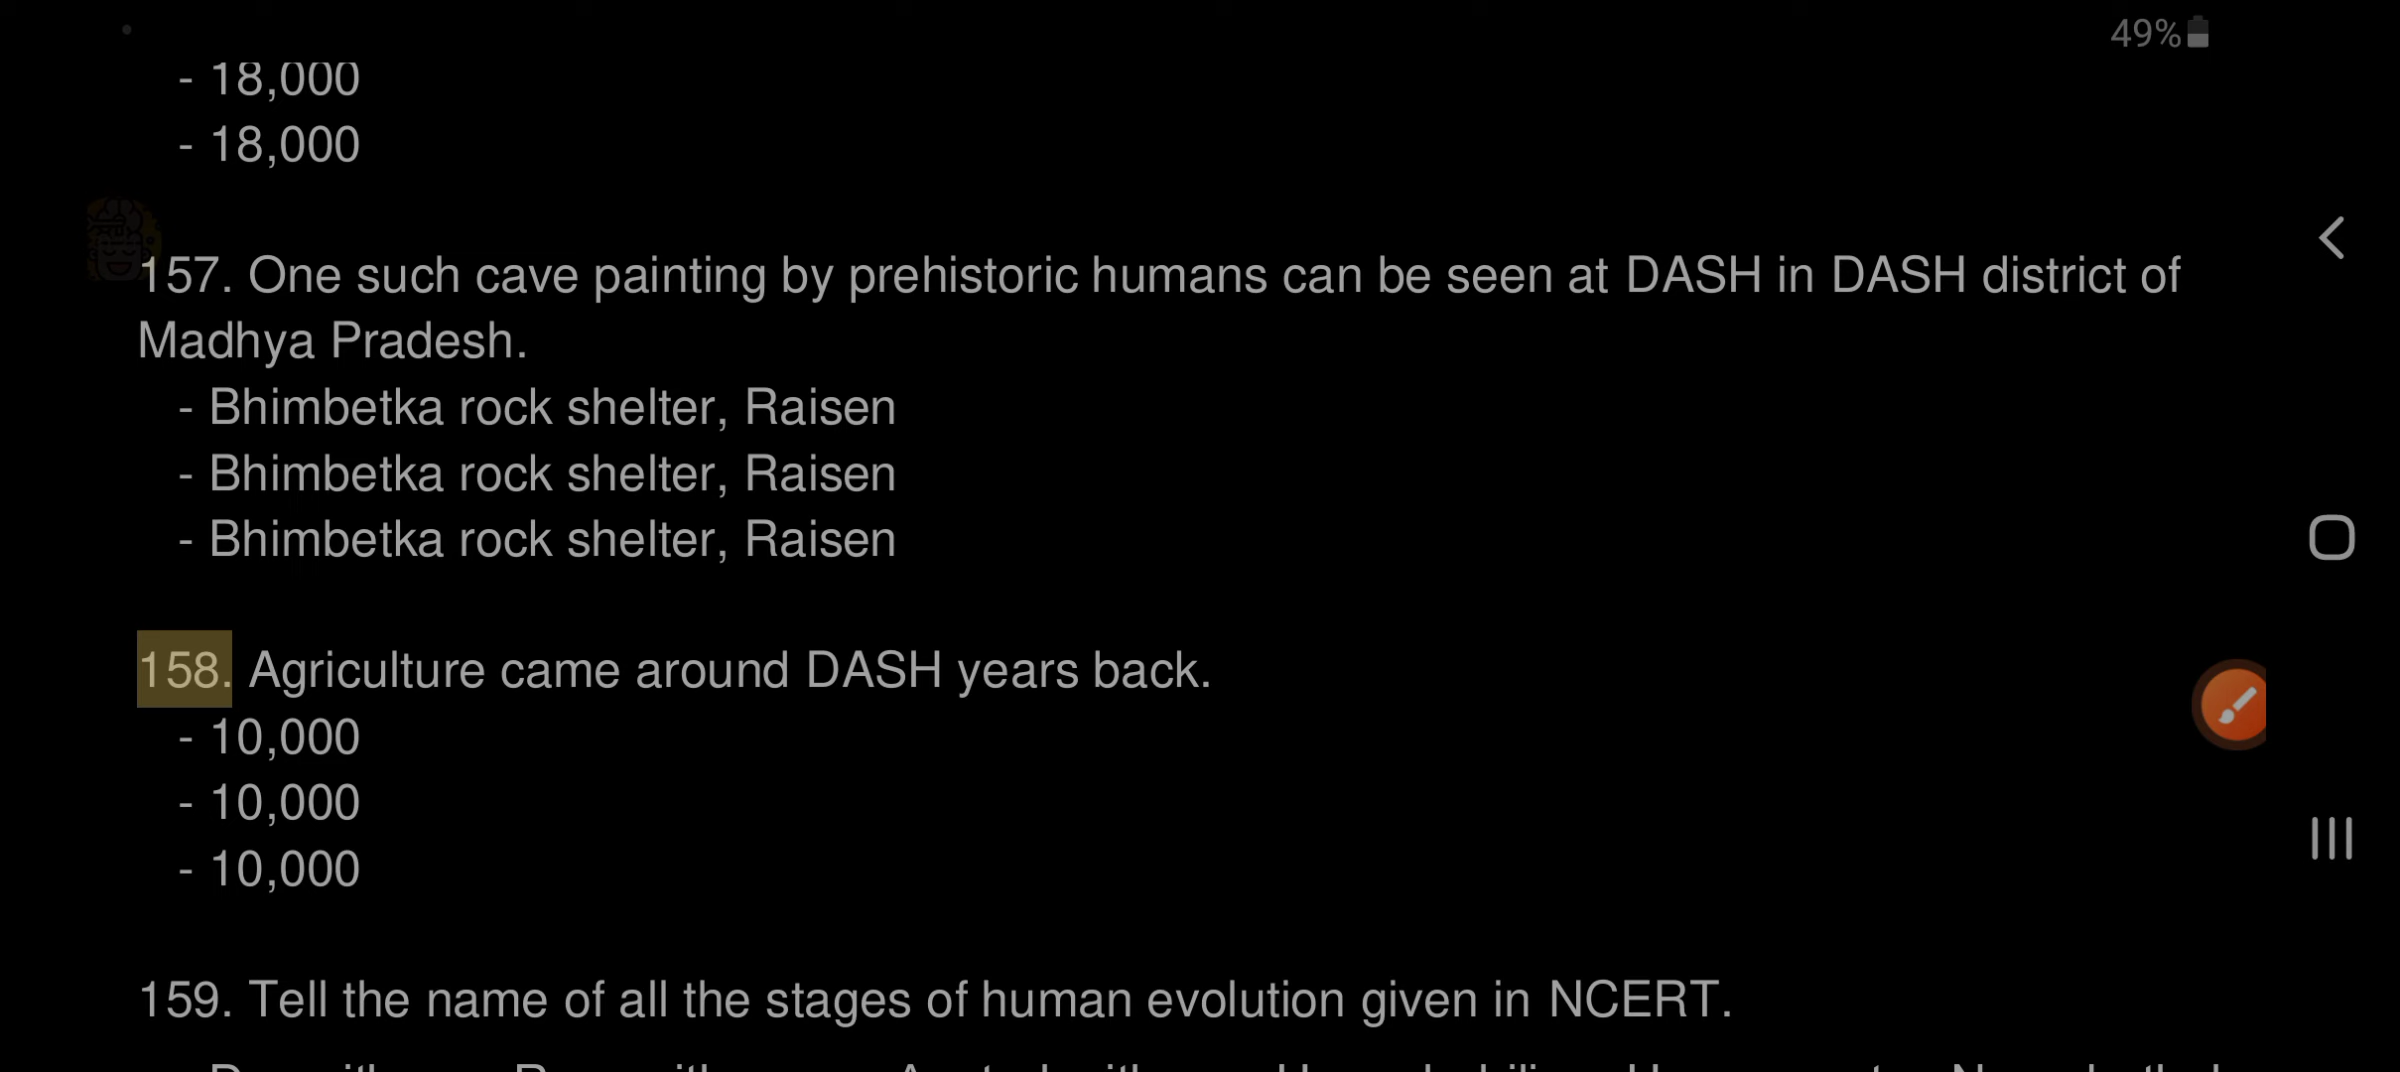 49%
- 18,000
- 18,000
157. One such cave painting by prehistoric humans can be seen at DASH in DASH district of
Madhya Pradesh.
- Bhimbetka rock shelter, Raisen
- Bhimbetka rock shelter, Raisen
- Bhimbetka rock shelter, Raisen
158. Agriculture came around DASH years back.
- 10,000
- 10,000
- 10,000
159. Tell the name of all the stages of human evolution given in NCERT.